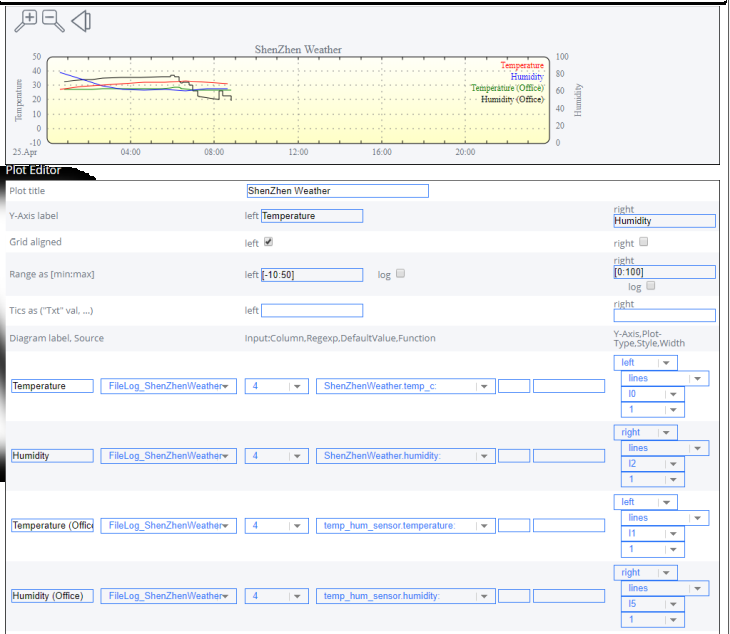 ShenZhen Weather
50
40
30
20
10
0
-10
Temperature
100
80
60
40
20
0
Humidity
Temperature
Humidity
Temperature (Office)
Humidity (Office)
25.Apr 04:00 08:00 12:00 16:00 20:00
Plot Editor
Plot title ShenZhen Weather
Y-Axis label left Temperature right Humidity
Grid aligned left right
Range as [min:max] left [-10:50] log right [0:100] log
Tics as ("Txt" val, ...) left right
Diagram label, Source Input:Column,Regexp,DefaultValue,Function Y-Axis,Plot-
Type,Style,Width
Temperature FileLog_ShenZhenWeather 4 ShenZhenWeather.temp_c: left
lines
l0
1
Humidity FileLog_ShenZhenWeather 4 ShenZhenWeather.humidity: right
lines
l2
1
Temperature (Offic FileLog_ShenZhenWeather 4 temp_hum_sensor.temperature: left
lines
l1
1
Humidity (Office) FileLog_ShenZhenWeather 4 temp_hum_sensor.humidity: right
lines
l5
1